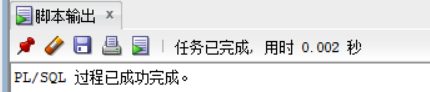 脚本输出 ×
任务已完成, 用时 0.002 秒
PL/SQL 过程已成功完成。